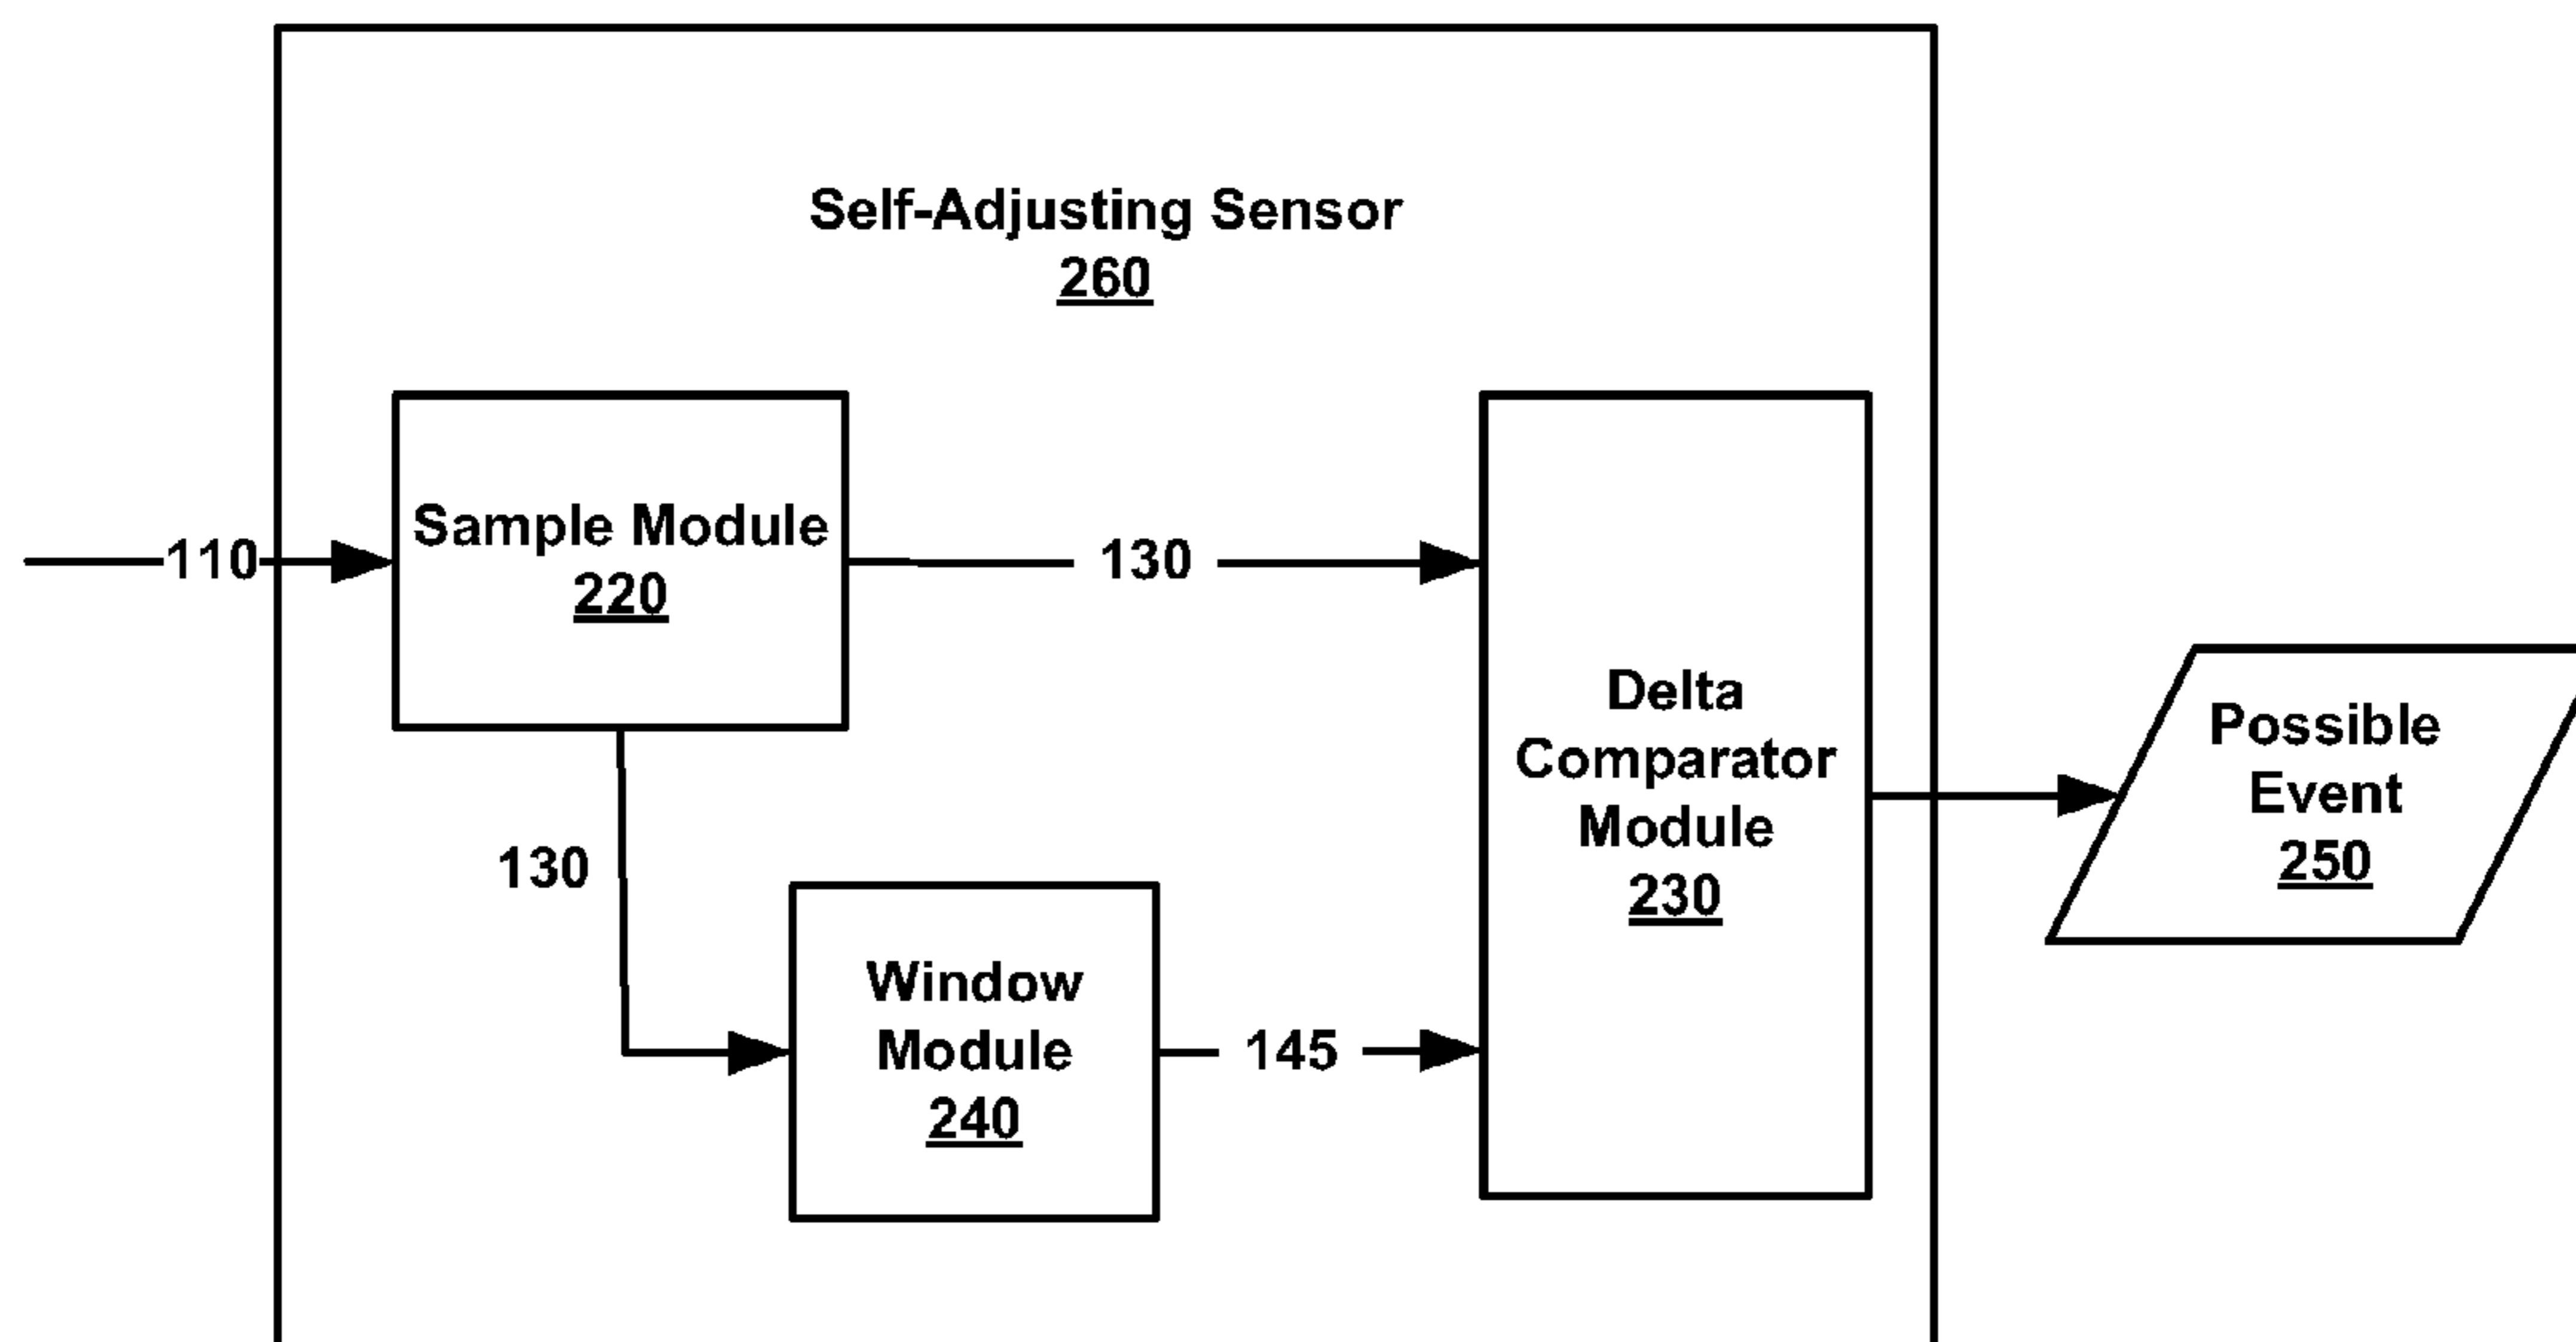 Self-Adjusting Sensor
260
110
Sample Module
220
130
130
Window
Module
240
145
Delta
Comparator
Module
230
Possible
Event
250